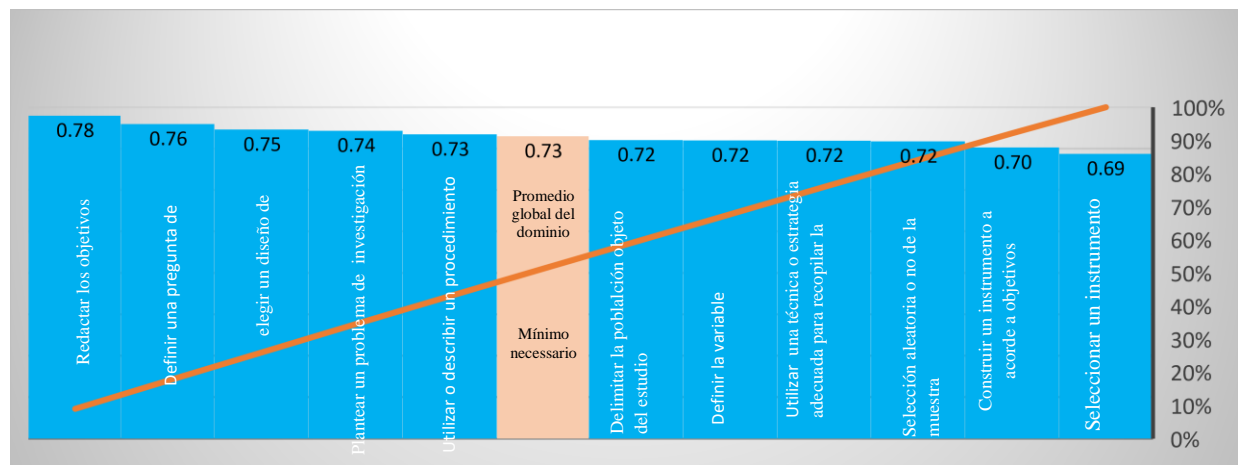 0.78
0.76
0.75
0.74
0.73
0.73
0.72
0.72
0.72
0.72
0.70
0.69
Redactar los objetivos
Definir una pregunta de
elegir un diseño de
Plantear un problema de investigación
Utilizar o describir un procedimiento
Promedio
global del
dominio
Mínimo
necessario
Delimitar la poblalción objeto
del estudio
Definir la variable
Utilizar una técnica o estrategia
adecuada para recopilar la
Selección aleatoria o no de la
muestra
Construir un instrumento a
acorde a objetivos
Seleccionar un instrumento
100%
90%
80%
70%
60%
50%
40%
30%
20%
10%
0%